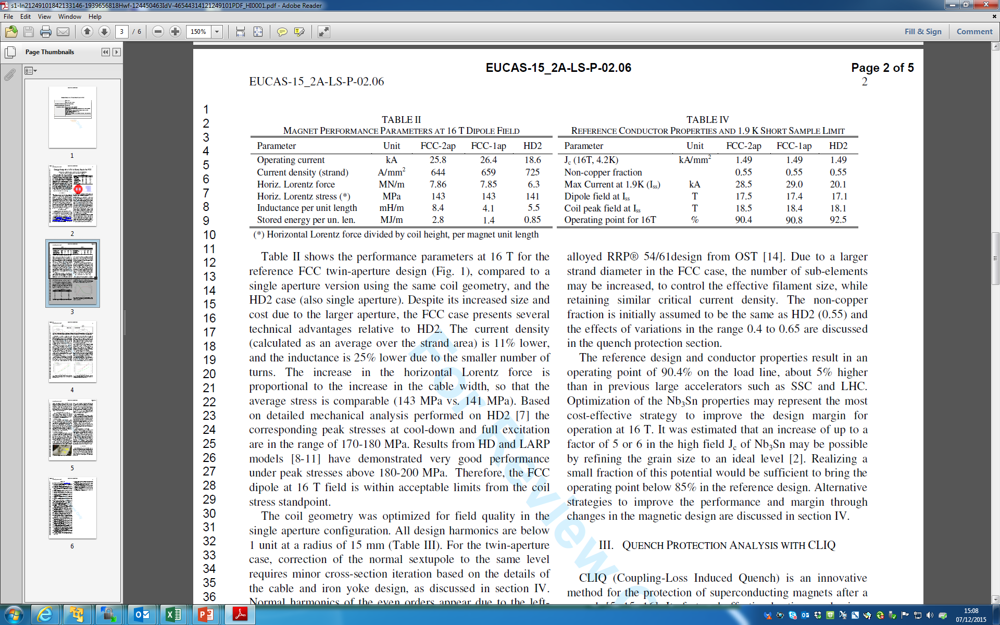 s1-ln21249101842133146-1939656818Hwf-124450463IdV-46544314121249101PDF_HI0001.pdf - Adobe Reader
File Edit View Window Help
3 / 6 150% Fill & Sign Comment
Page Thumbnails
1
2
3
4
5
6
EUCAS-15_2A-LS-P-02.06 Page 2 of 5
EUCAS-15_2A-LS-P-02.06 2
1
2
3
4
5
6
7
8
9
10
11
12
13
14
15
16
17
18
19
20
21
22
23
24
25
26
27
28
29
30
31
32
33
34
35
36
TABLE II
MAGNET PERFORMANCE PARAMETERS AT 16 T DIPOLE FIELD
Parameter Unit FCC-2ap FCC-1ap HD2
Operating current kA 25.8 26.4 18.6
Current density (strand) A/mm² 644 659 725
Horiz. Lorentz force MN/m 7.86 7.85 6.3
Horiz. Lorentz stress (*) MPa 143 143 141
Inductance per unit length mH/m 8.4 4.1 5.5
Stored energy per un. len. MJ/m 2.8 1.4 0.85
(*) Horizontal Lorentz force divided by coil height, per magnet unit length
Table II shows the performance parameters at 16 T for the
reference FCC twin-aperture design (Fig. 1), compared to a
single aperture version using the same coil geometry, and the
HD2 case (also single aperture). Despite its increased size and
cost due to the larger aperture, the FCC case presents several
technical advantages relative to HD2. The current density
(calculated as an average over the strand area) is 11% lower,
and the inductance is 25% lower due to the smaller number of
turns. The increase in the horizontal Lorentz force is
proportional to the increase in the cable width, so that the
average stress is comparable (143 MPa vs. 141 MPa). Based
on detailed mechanical analysis performed on HD2 [7] the
corresponding peak stresses at cool-down and full excitation
are in the range of 170-180 MPa. Results from HD and LARP
models [8-11] have demonstrated very good performance
under peak stresses above 180-200 MPa. Therefore, the FCC
dipole at 16 T field is within acceptable limits from the coil
stress standpoint.
The coil geometry was optimized for field quality in the
single aperture configuration. All design harmonics are below
1 unit at a radius of 15 mm (Table III). For the twin-aperture
case, correction of the normal sextupole to the same level
requires minor cross-section iteration based on the details of
the cable and iron yoke design, as discussed in section IV.
Normal harmonics of the even orders appear due to the left-
TABLE IV
REFERENCE CONDUCTOR PROPERTIES AND 1.9 K SHORT SAMPLE LIMIT
Parameter Unit FCC-2ap FCC-1ap HD2
Jc (16T, 4.2K) kA/mm² 1.49 1.49 1.49
Non-copper fraction 0.55 0.55 0.55
Max Current at 1.9K (Iss) kA 28.5 29.0 20.1
Dipole field at Iss T 17.5 17.4 17.1
Coil peak field at Iss T 18.5 18.4 18.1
Operating point for 16T % 90.4 90.8 92.5
alloyed RRP® 54/61design from OST [14]. Due to a larger
strand diameter in the FCC case, the number of sub-elements
may be increased, to control the effective filament size, while
retaining similar critical current density. The non-copper
fraction is initially assumed to be the same as HD2 (0.55) and
the effects of variations in the range 0.4 to 0.65 are discussed
in the quench protection section.
The reference design and conductor properties result in an
operating point of 90.4% on the load line, about 5% higher
than in previous large accelerators such as SSC and LHC.
Optimization of the Nb₃Sn properties may represent the most
cost-effective strategy to improve the design margin for
operation at 16 T. It was estimated that an increase of up to a
factor of 5 or 6 in the high field Jc of Nb₃Sn may be possible
by refining the grain size to an ideal level [2]. Realizing a
small fraction of this potential would be sufficient to bring the
operating point below 85% in the reference design. Alternative
strategies to improve the performance and margin through
changes in the magnetic design are discussed in section IV.
III. QUENCH PROTECTION ANALYSIS WITH CLIQ
CLIQ (Coupling-Loss Induced Quench) is an innovative
method for the protection of superconducting magnets after a
For Review
15:08
07/12/2015